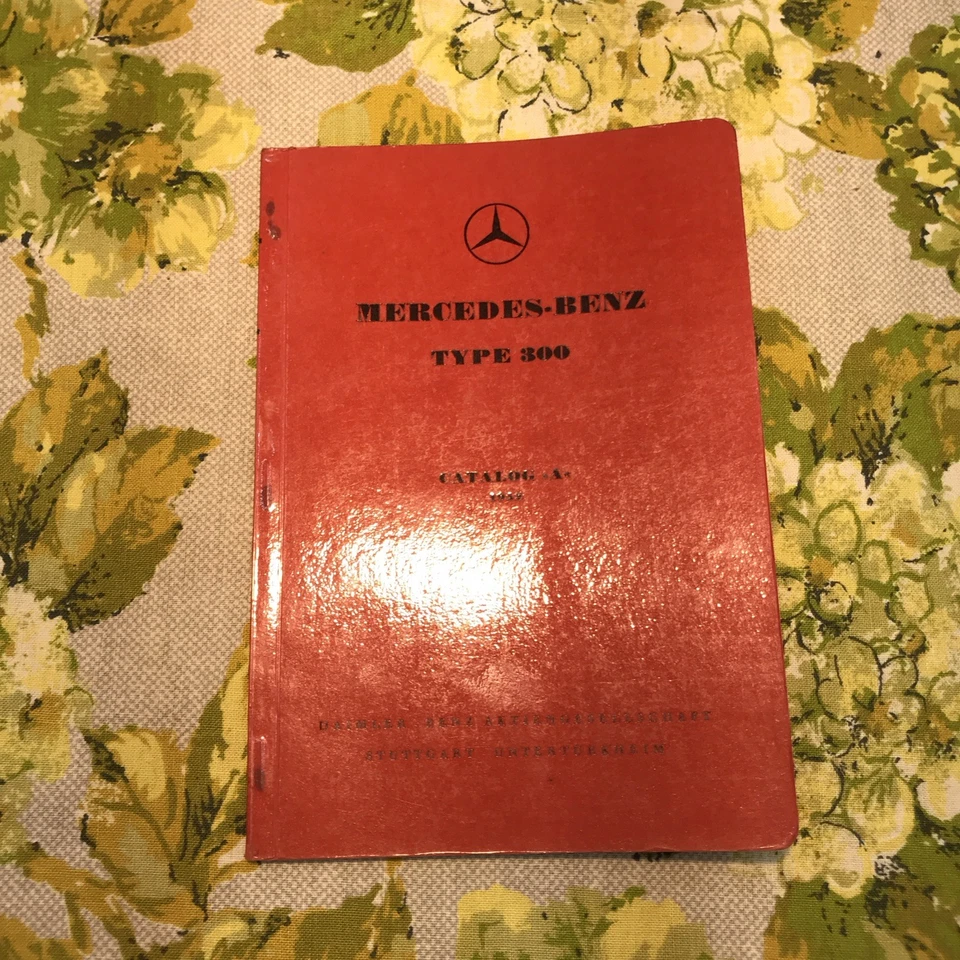 MERCEDES-BENZ
TYPE 300
CATALOG »A«
DAIMLER-BENZ AKTIENGESELLSCHAFT
STUTTGART-UNTERTÜRKHEIM